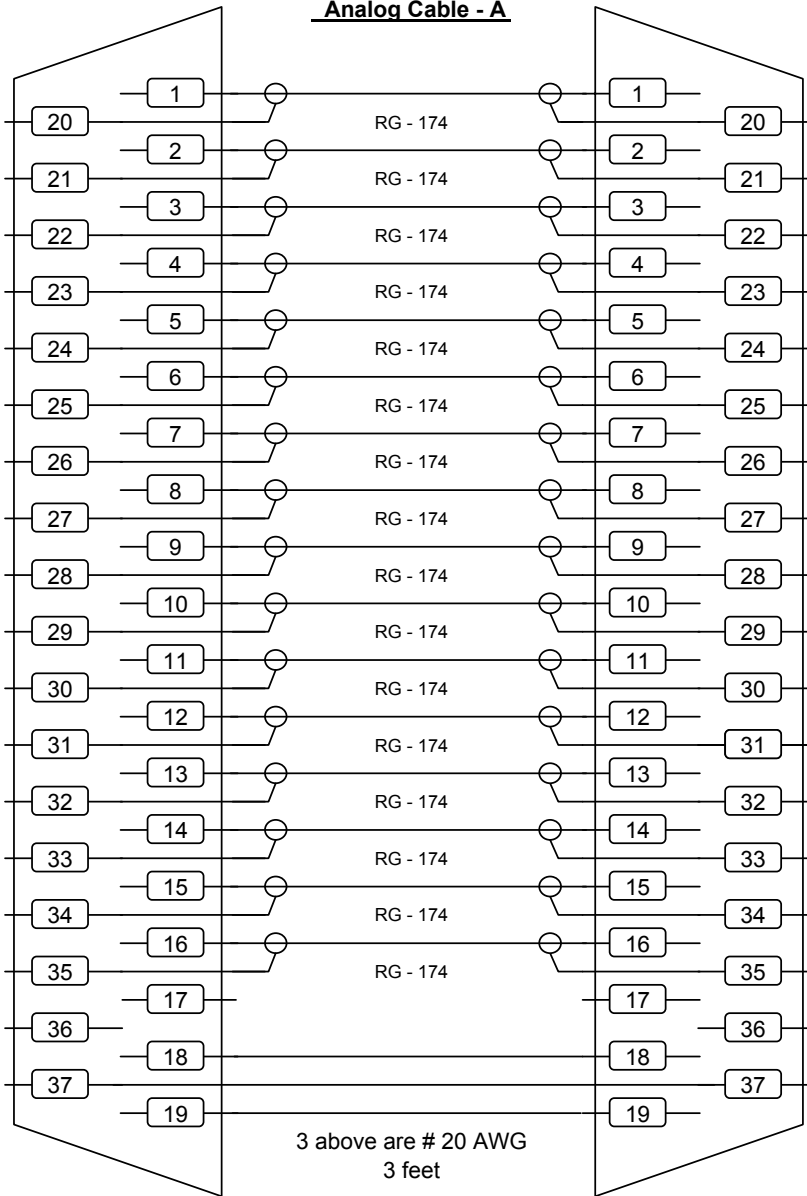 Analog Cable - A
1 1
20 RG - 174 20
2 2
21 RG - 174 21
3 3
22 RG - 174 22
4 4
23 RG - 174 23
5 5
24 RG - 174 24
6 6
25 RG - 174 25
7 7
26 RG - 174 26
8 8
27 RG - 174 27
9 9
28 RG - 174 28
10 10
29 RG - 174 29
11 11
30 RG - 174 30
12 12
31 RG - 174 31
13 13
32 RG - 174 32
14 14
33 RG - 174 33
15 15
34 RG - 174 34
16 16
35 RG - 174 35
17 17
36 36
18 18
37 37
19 19
3 above are # 20 AWG
3 feet